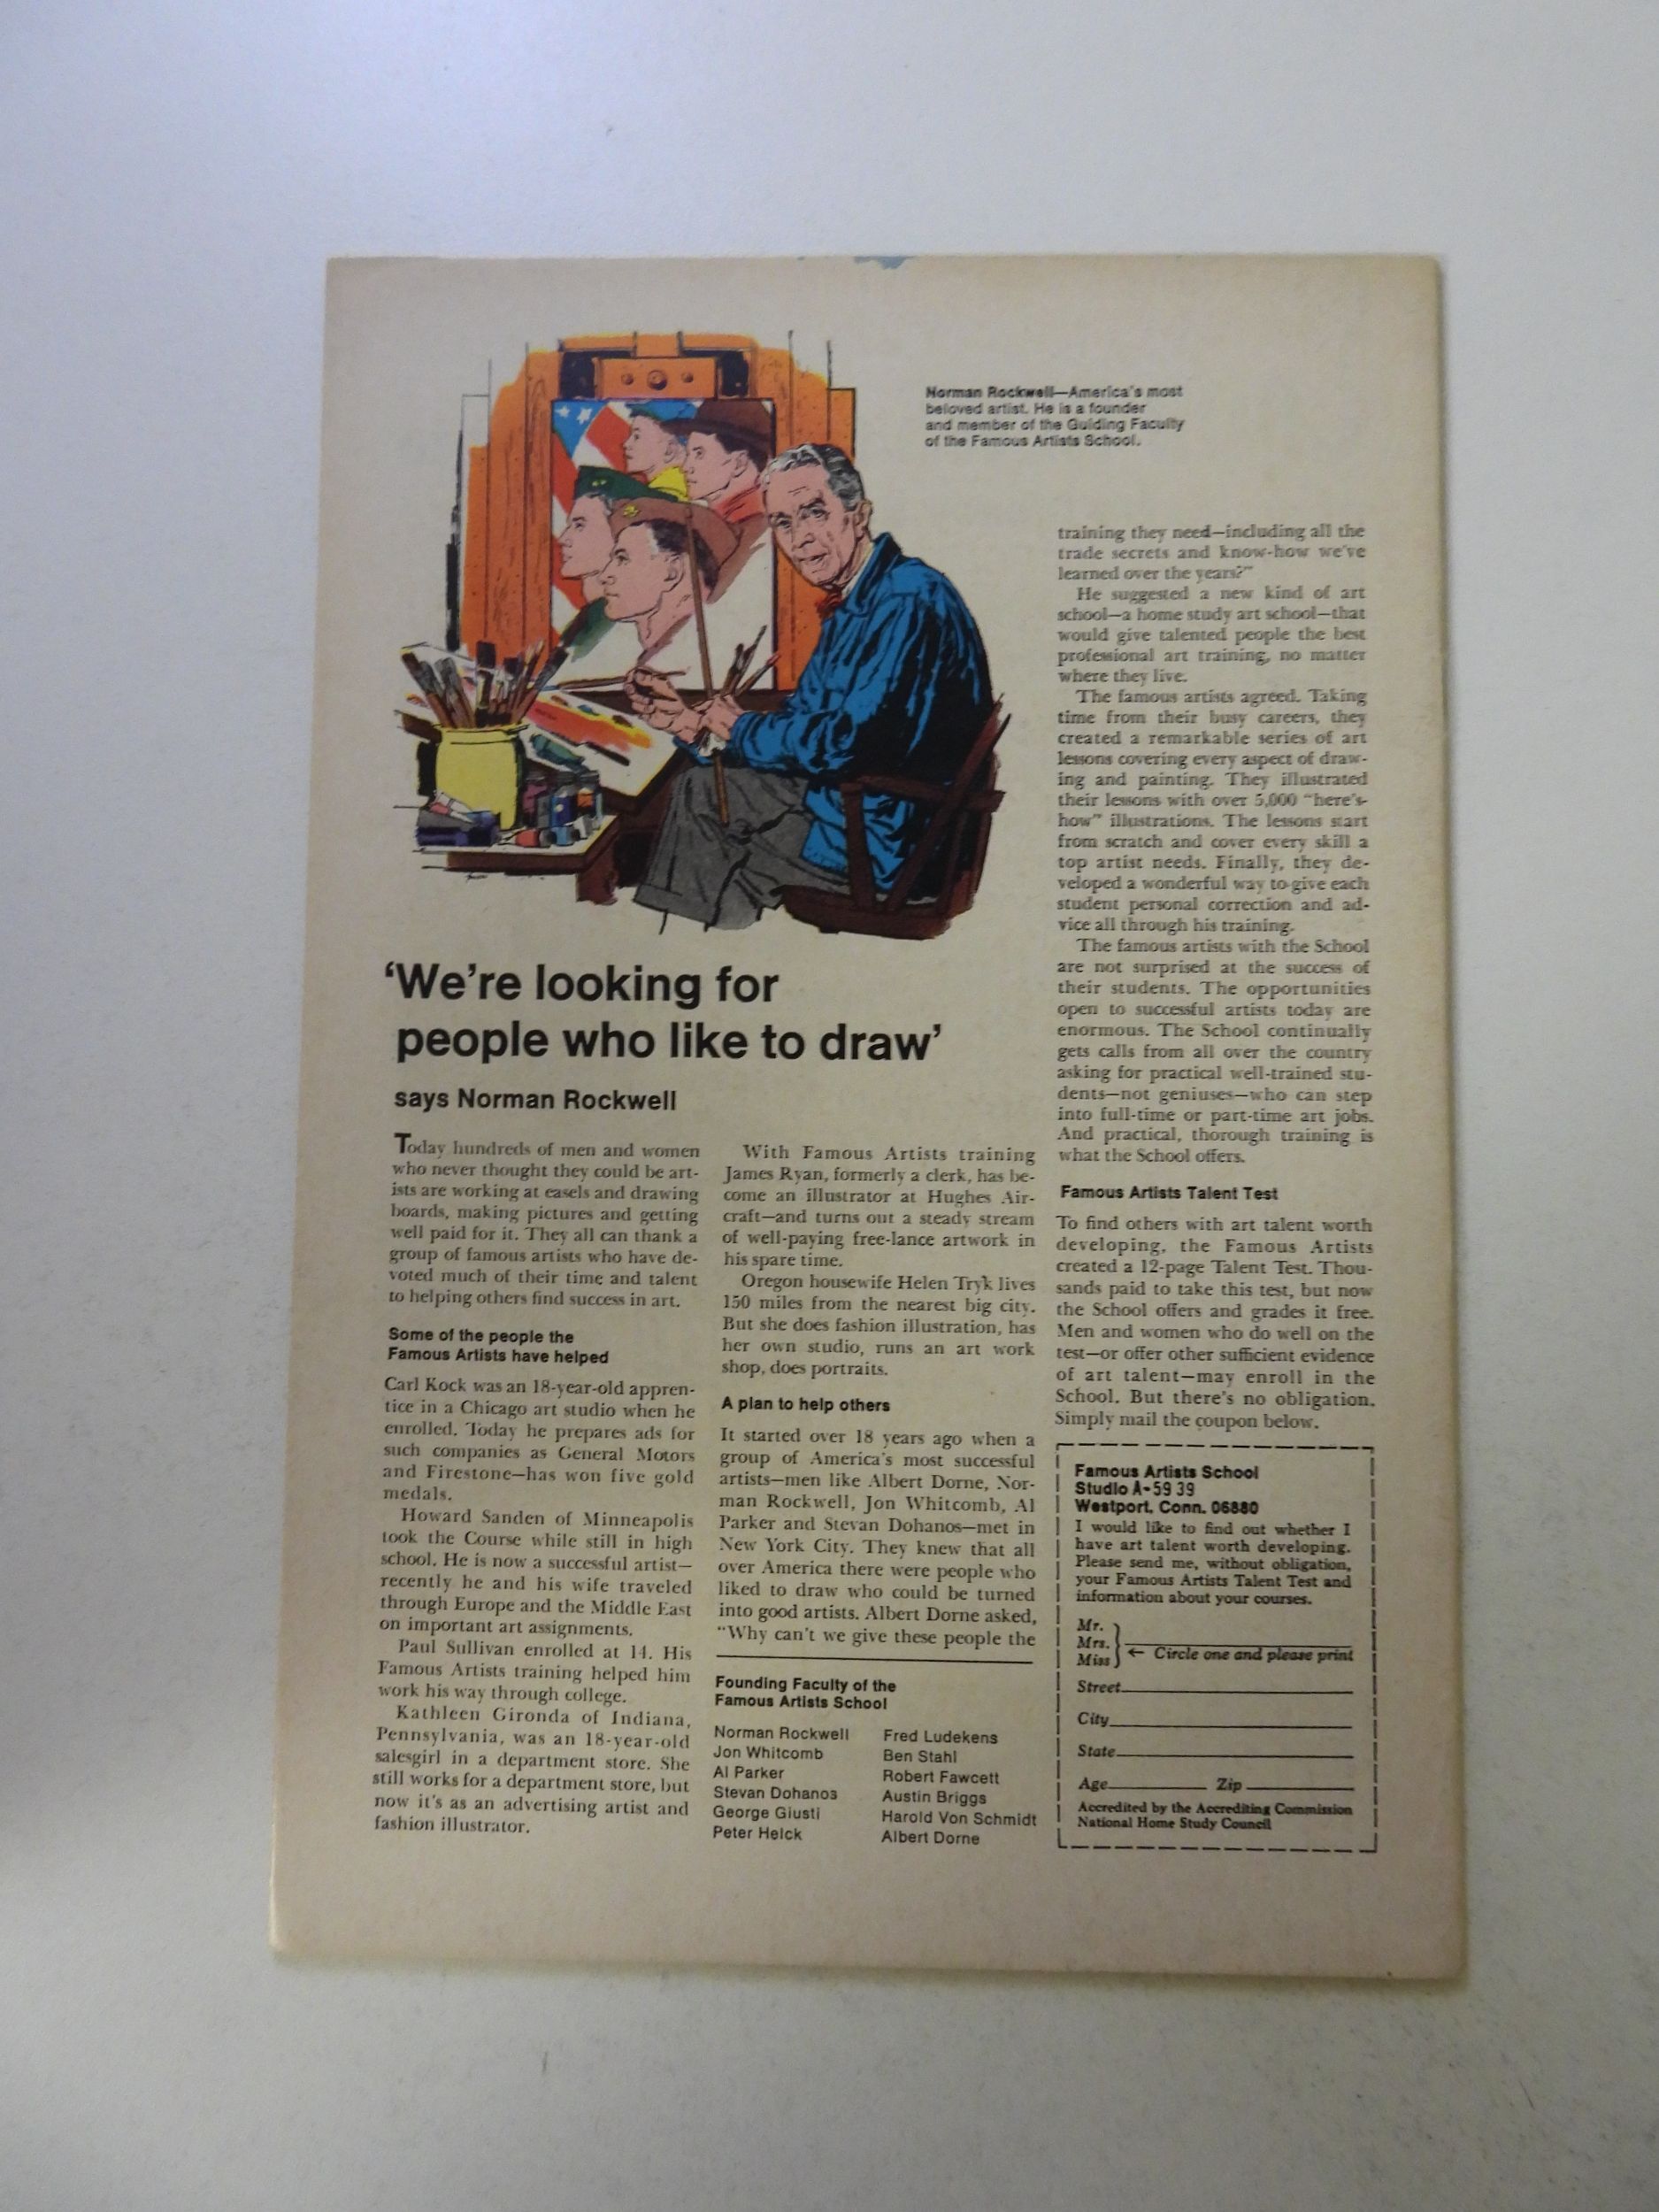 Norman Rockwell—America's most
beloved artist. He is a founder
and member of the Guiding Faculty
of the Famous Artists School.
'We're looking for
people who like to draw'
says Norman Rockwell
Today hundreds of men and women
who never thought they could be art-
ists are working at easels and drawing
boards, making pictures and getting
well paid for it. They all can thank a
group of famous artists who have de-
voted much of their time and talent
to helping others find success in art.
Some of the people the
Famous Artists have helped
Carl Kock was an 18-year-old appren-
tice in a Chicago art studio when he
enrolled. Today he prepares ads for
such companies as General Motors
and Firestone—has won five gold
medals.
Howard Sanden of Minneapolis
took the Course while still in high
school. He is now a successful artist—
recently he and his wife traveled
through Europe and the Middle East
on important art assignments.
Paul Sullivan enrolled at 14. His
Famous Artists training helped him
work his way through college.
Kathleen Gironda of Indiana,
Pennsylvania, was an 18-year-old
salesgirl in a department store. She
still works for a department store, but
now it's as an advertising artist and
fashion illustrator.
With Famous Artists training
James Ryan, formerly a clerk, has be-
come an illustrator at Hughes Air-
craft—and turns out a steady stream
of well-paying free-lance artwork in
his spare time.
Oregon housewife Helen Tryk lives
150 miles from the nearest big city.
But she does fashion illustration, has
her own studio, runs an art work
shop, does portraits.
A plan to help others
It started over 18 years ago when a
group of America's most successful
artists—men like Albert Dorne, Nor-
man Rockwell, Jon Whitcomb, Al
Parker and Stevan Dohanos—met in
New York City. They knew that all
over America there were people who
liked to draw who could be turned
into good artists. Albert Dorne asked,
"Why can't we give these people the
Founding Faculty of the
Famous Artists School
Norman Rockwell
Jon Whitcomb
Al Parker
Stevan Dohanos
George Giusti
Peter Helck
Fred Ludekens
Ben Stahl
Robert Fawcett
Austin Briggs
Harold Von Schmidt
Albert Dorne
training they need—including all the
trade secrets and know-how we've
learned over the years?"
He suggested a new kind of art
school—a home study art school—that
would give talented people the best
professional art training, no matter
where they live.
The famous artists agreed. Taking
time from their busy careers, they
created a remarkable series of art
lessons covering every aspect of draw-
ing and painting. They illustrated
their lessons with over 5,000 "here's-
how" illustrations. The lessons start
from scratch and cover every skill a
top artist needs. Finally, they de-
veloped a wonderful way to give each
student personal correction and ad-
vice all through his training.
The famous artists with the School
are not surprised at the success of
their students. The opportunities
open to successful artists today are
enormous. The School continually
gets calls from all over the country
asking for practical well-trained stu-
dents—not geniuses—who can step
into full-time or part-time art jobs.
And practical, thorough training is
what the School offers.
Famous Artists Talent Test
To find others with art talent worth
developing, the Famous Artists
created a 12-page Talent Test. Thou-
sands paid to take this test, but now
the School offers and grades it free.
Men and women who do well on the
test—or offer other sufficient evidence
of art talent—may enroll in the
School. But there's no obligation.
Simply mail the coupon below.
Famous Artists School
Studio A-5939
Westport, Conn. 06880
I would like to find out whether I
have art talent worth developing.
Please send me, without obligation,
your Famous Artists Talent Test and
information about your courses.
Mr.
Mrs.
Miss ← Circle one and please print
Street
City
State
Age Zip
Accredited by the Accrediting Commission
National Home Study Council